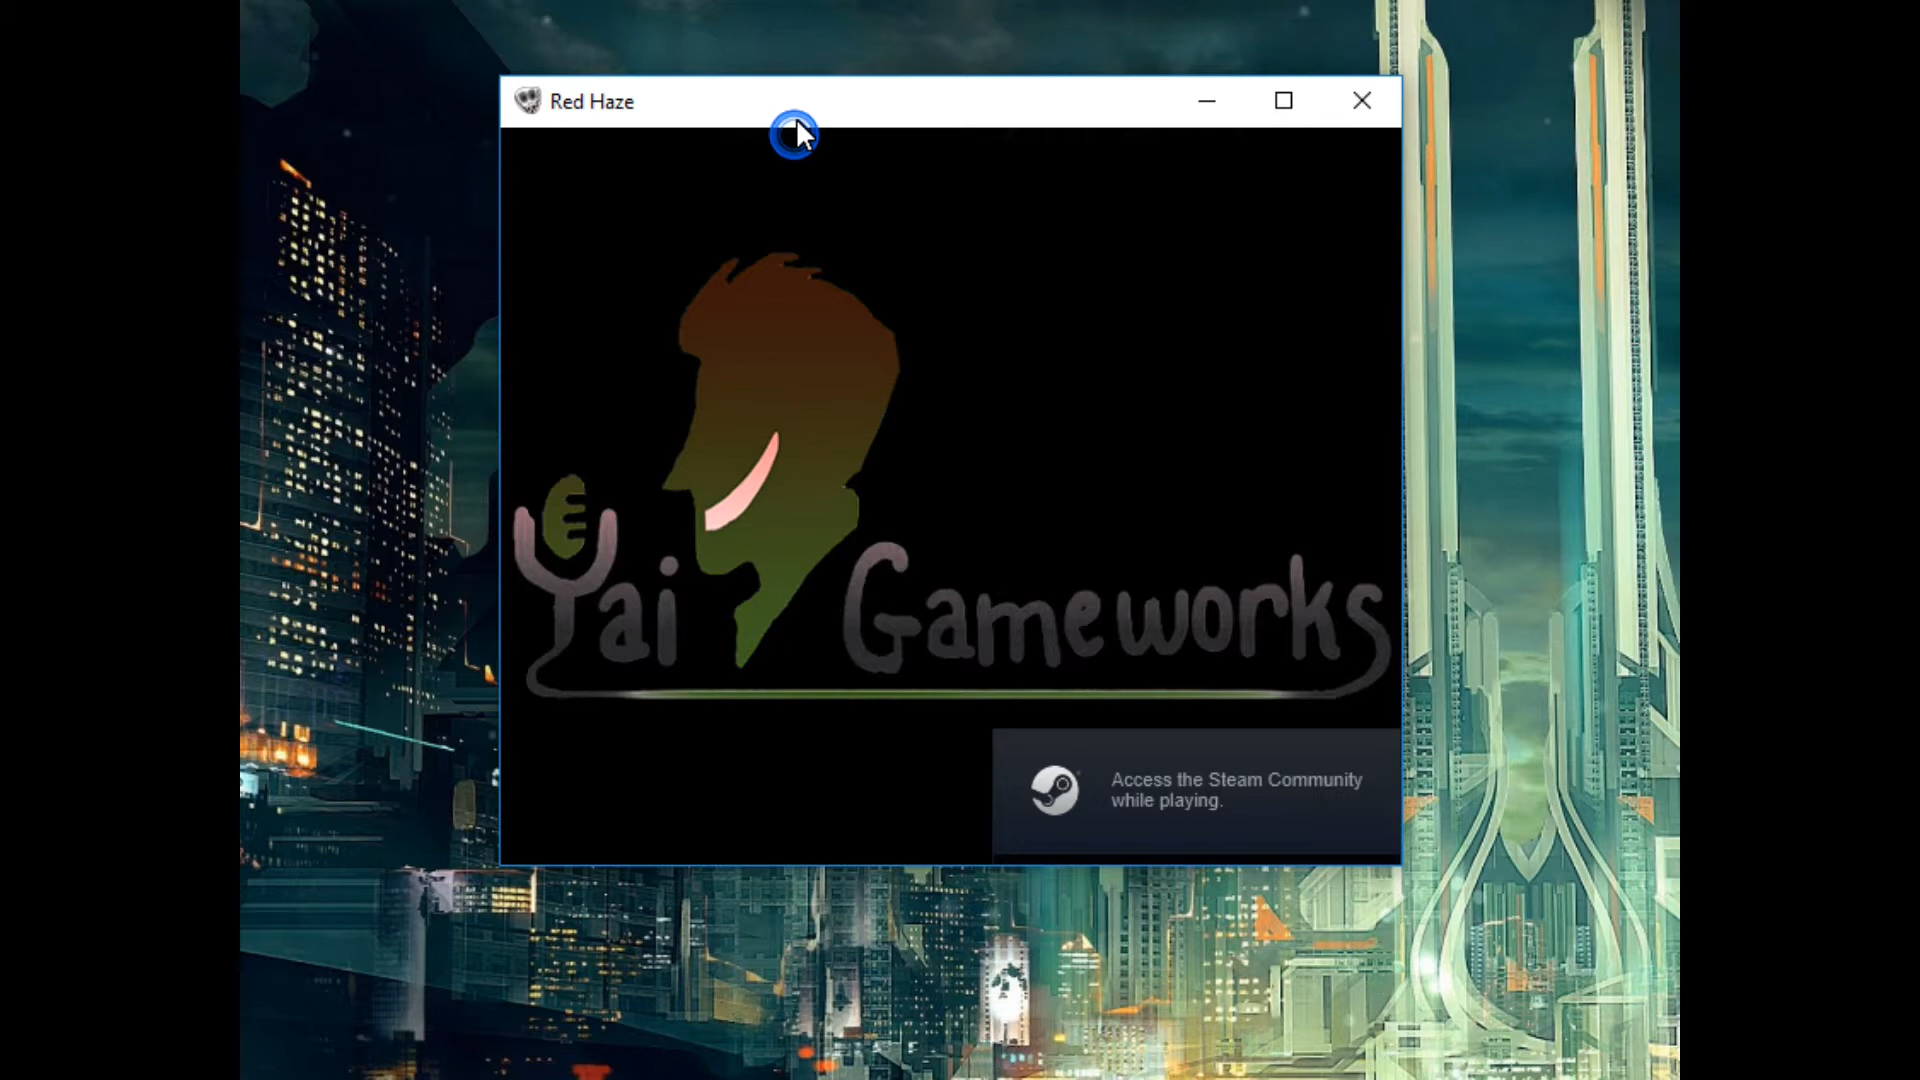 Red Haze
Yai Gameworks
Access the Steam Community
while playing.